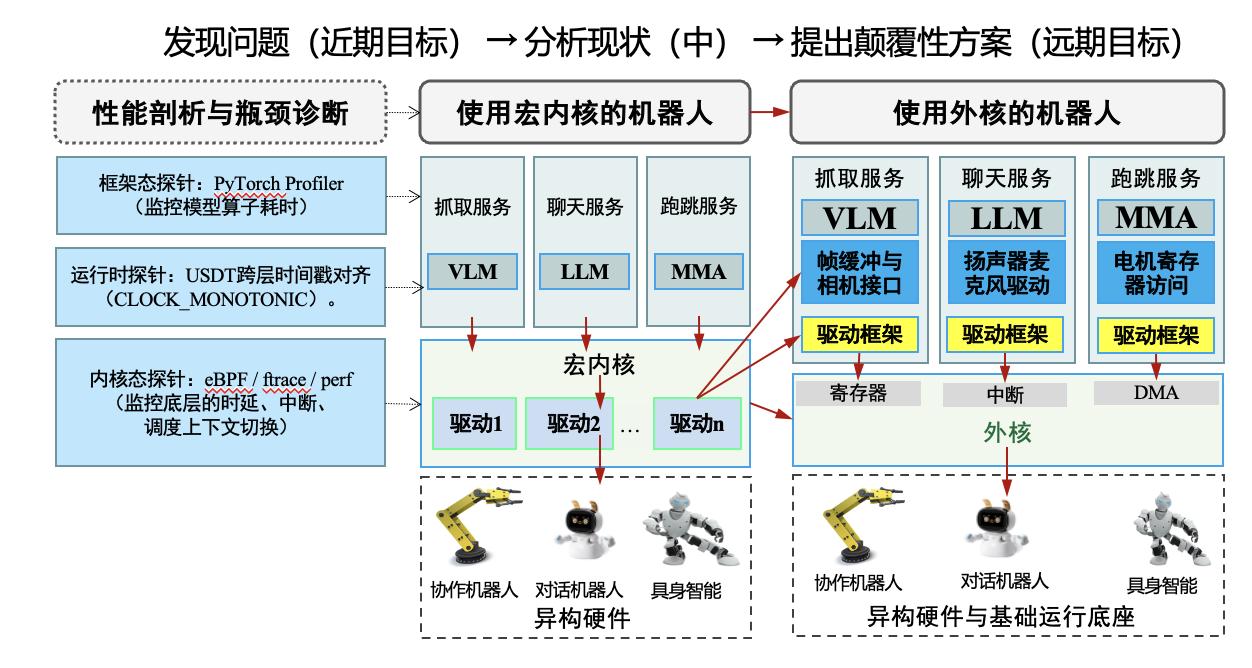 发现问题（近期目标）→ 分析现状（中）→ 提出颠覆性方案（远期目标）
性能剖析与瓶颈诊断
框架态探针：PyTorch Profiler
（监控模型算子耗时）
运行时探针：USDT跨层时间戳对齐
（CLOCK_MONOTONIC）。
内核态探针：eBPF / ftrace / perf
（监控底层的时延、中断、
调度上下文切换）
使用宏内核的机器人
抓取服务
VLM
聊天服务
LLM
跑跳服务
MMA
宏内核
驱动1
驱动2
…
驱动n
协作机器人
对话机器人
具身智能
异构硬件
使用外核的机器人
抓取服务
VLM
帧缓冲与
相机接口
驱动框架
聊天服务
LLM
扬声器麦
克风驱动
驱动框架
跑跳服务
MMA
电机寄存
器访问
驱动框架
寄存器
中断
DMA
外核
协作机器人
对话机器人
具身智能
异构硬件与基础运行底座